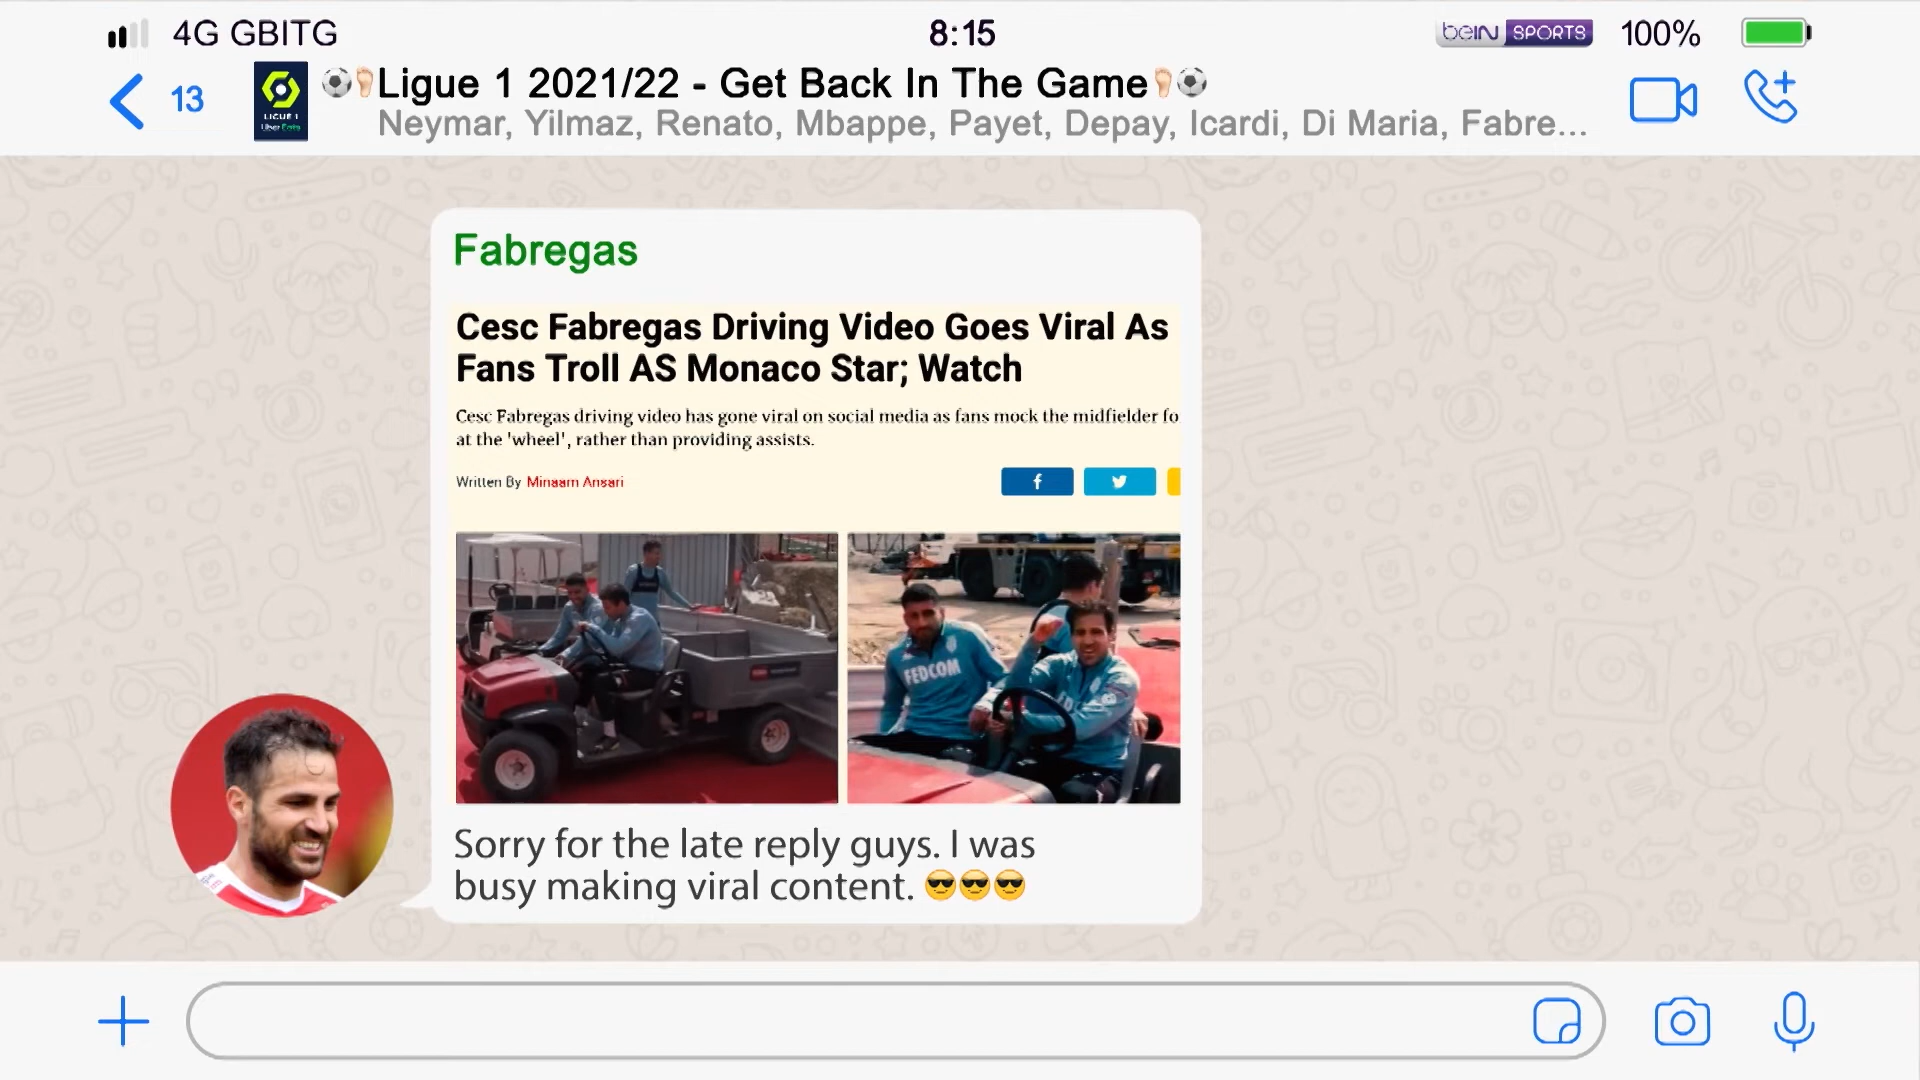 4G GBITG
8:15
beIN SPORTS
100%
13
LIGUE 1
Uber Eats
Ligue 1 2021/22 - Get Back In The Game
Neymar, Yilmaz, Renato, Mbappe, Payet, Depay, Icardi, Di Maria, Fabre...
Fabregas
Cesc Fabregas Driving Video Goes Viral As
Fans Troll AS Monaco Star; Watch
Cesc Fabregas driving video has gone viral on social media as fans mock the midfielder fo
at the 'wheel', rather than providing assists.
Written By Minaam Ansari
FEDCOM
Sorry for the late reply guys. I was
busy making viral content. 😎😎😎